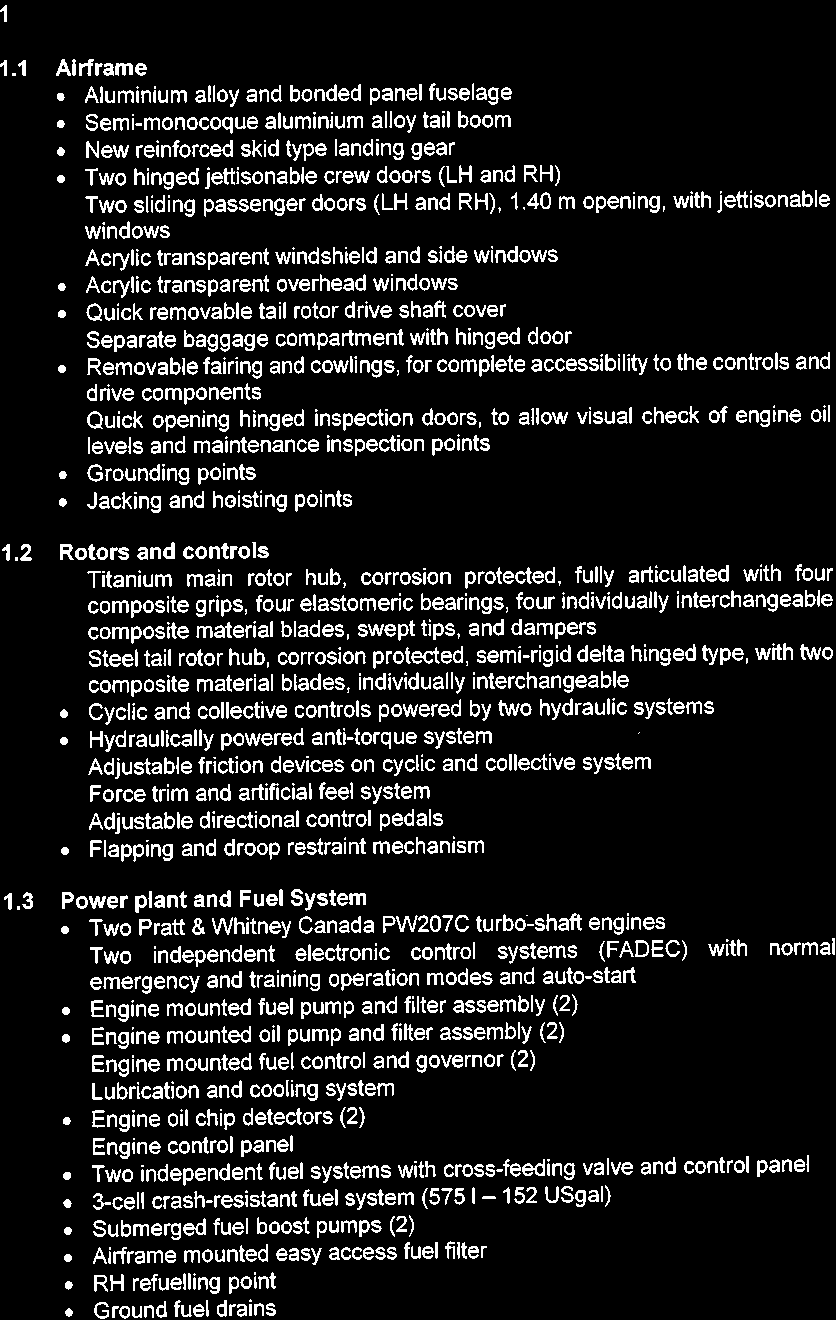 1
1.1 Airframe
• Aluminium alloy and bonded panel fuselage
• Semi-monocoque aluminium alloy tail boom
• New reinforced skid type landing gear
• Two hinged jettisonable crew doors (LH and RH)
Two sliding passenger doors (LH and RH), 1.40 m opening, with jettisonable
windows
Acrylic transparent windshield and side windows
• Acrylic transparent overhead windows
• Quick removable tail rotor drive shaft cover
Separate baggage compartment with hinged door
• Removable fairing and cowlings, for complete accessibility to the controls and
drive components
Quick opening hinged inspection doors, to allow visual check of engine oil
levels and maintenance inspection points
• Grounding points
• Jacking and hoisting points
1.2 Rotors and controls
Titanium main rotor hub, corrosion protected, fully articulated with four
composite grips, four elastomeric bearings, four individually interchangeable
composite material blades, swept tips, and dampers
Steel tail rotor hub, corrosion protected, semi-rigid delta hinged type, with two
composite material blades, individually interchangeable
• Cyclic and collective controls powered by two hydraulic systems
• Hydraulically powered anti-torque system
Adjustable friction devices on cyclic and collective system
Force trim and artificial feel system
Adjustable directional control pedals
• Flapping and droop restraint mechanism
1.3 Power plant and Fuel System
• Two Pratt & Whitney Canada PW207C turbo-shaft engines
Two independent electronic control systems (FADEC) with normal
emergency and training operation modes and auto-start
• Engine mounted fuel pump and filter assembly (2)
• Engine mounted oil pump and filter assembly (2)
Engine mounted fuel control and governor (2)
Lubrication and cooling system
• Engine oil chip detectors (2)
Engine control panel
• Two independent fuel systems with cross-feeding valve and control panel
• 3-cell crash-resistant fuel system (575 l – 152 USgal)
• Submerged fuel boost pumps (2)
• Airframe mounted easy access fuel filter
• RH refuelling point
• Ground fuel drains